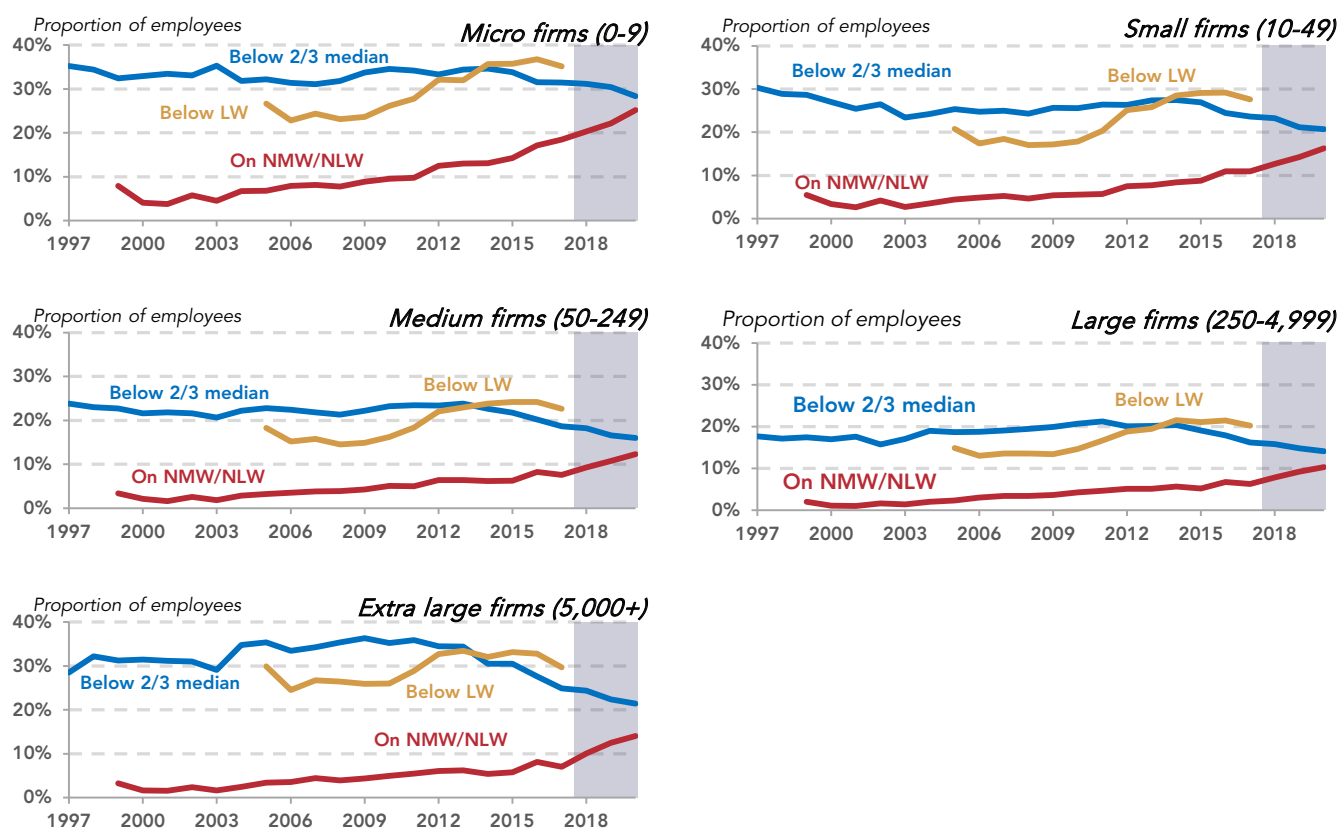 Proportion of employees
Micro firms (0-9)
40%
30%
20%
10%
0%
Below 2/3 median
Below LW
On NMW/NLW
1997 2000 2003 2006 2009 2012 2015 2018
Proportion of employees
Small firms (10-49)
40%
30%
20%
10%
0%
Below 2/3 median
Below LW
On NMW/NLW
1997 2000 2003 2006 2009 2012 2015 2018
Proportion of employees
Medium firms (50-249)
40%
30%
20%
10%
0%
Below 2/3 median
Below LW
On NMW/NLW
1997 2000 2003 2006 2009 2012 2015 2018
Proportion of employees
Large firms (250-4,999)
40%
30%
20%
10%
0%
Below 2/3 median
Below LW
On NMW/NLW
1997 2000 2003 2006 2009 2012 2015 2018
Proportion of employees
Extra large firms (5,000+)
40%
30%
20%
10%
0%
Below 2/3 median
Below LW
On NMW/NLW
1997 2000 2003 2006 2009 2012 2015 2018